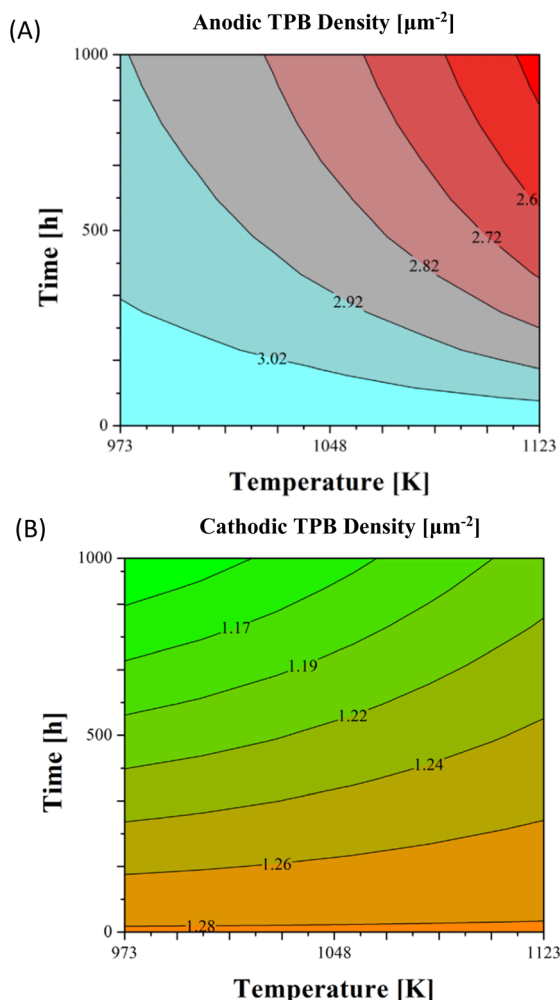 (A)
Anodic TPB Density [μm⁻²]
1000
2.6
500
2.72
2.82
2.92
3.02
0
973
1048
1123
Time [h]
Temperature [K]
(B)
Cathodic TPB Density [μm⁻²]
1000
1.17
1.19
500
1.22
1.24
1.26
1.28
0
973
1048
1123
Time [h]
Temperature [K]